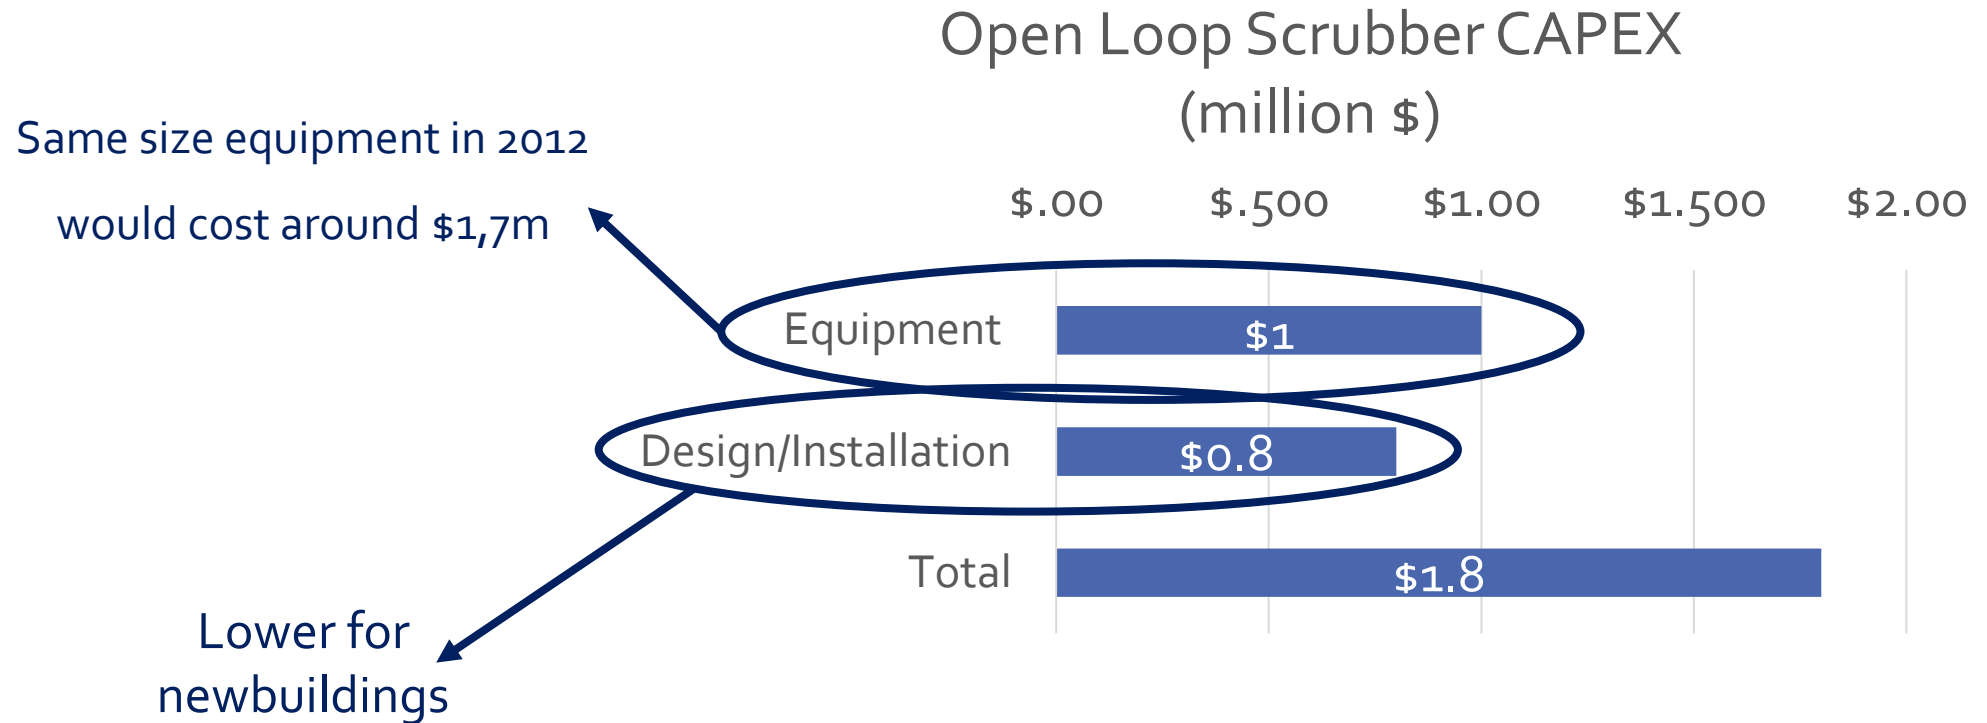 Open Loop Scrubber CAPEX
(million $)
Same size equipment in 2012
would cost around $1,7m
$.00 $.500 $1.00 $1.500 $2.00
Equipment $1
Design/Installation $0.8
Total $1.8
Lower for
newbuildings